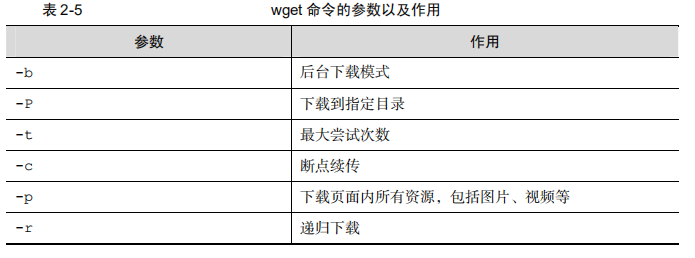 表 2-5 wget 命令的参数以及作用
参数 作用
-b 后台下载模式
-P 下载到指定目录
-t 最大尝试次数
-c 断点续传
-p 下载页面内所有资源，包括图片、视频等
-r 递归下载